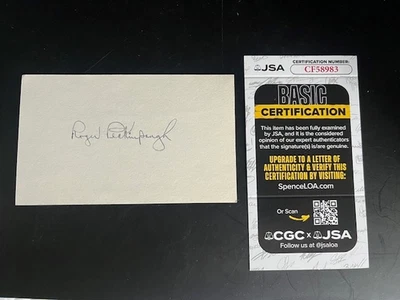 Roger Peckinpaugh
JSA
CERTIFICATION NUMBER:
CF58983
BASIC
CERTIFICATION
This item has been fully examined
by JSA, and it is the considered
opinion of our expert authenticators
that the signature(s) is/are genuine.
UPGRADE TO A LETTER OF
AUTHENTICITY & VERIFY THIS
CERTIFICATION BY VISITING:
SpenceLOA.com
Or Scan
CGC x JSA
Follow us at @jsaloa